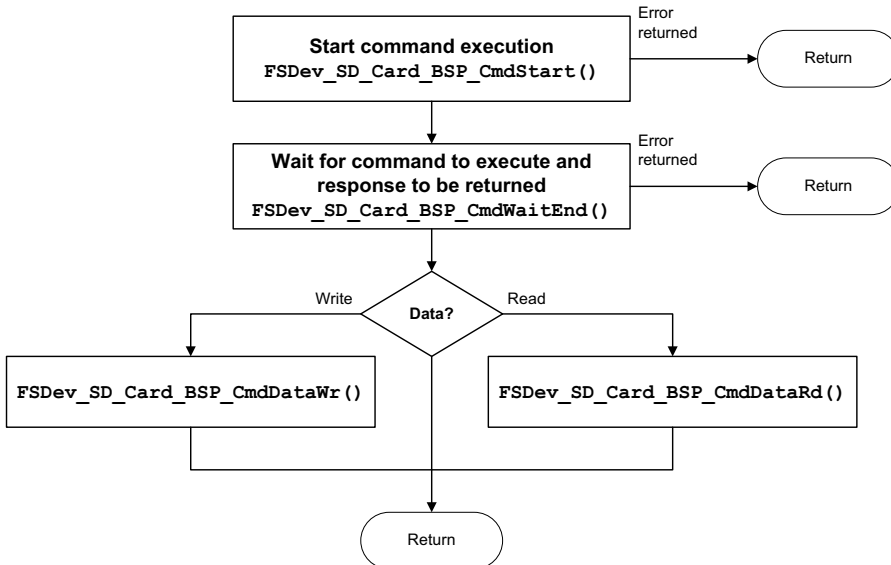 Start command execution
FSDev_SD_Card_BSP_CmdStart()
Error
returned
Return
Wait for command to execute and
response to be returned
FSDev_SD_Card_BSP_CmdWaitEnd()
Error
returned
Return
Write
Data?
Read
FSDev_SD_Card_BSP_CmdDataWr()
FSDev_SD_Card_BSP_CmdDataRd()
Return